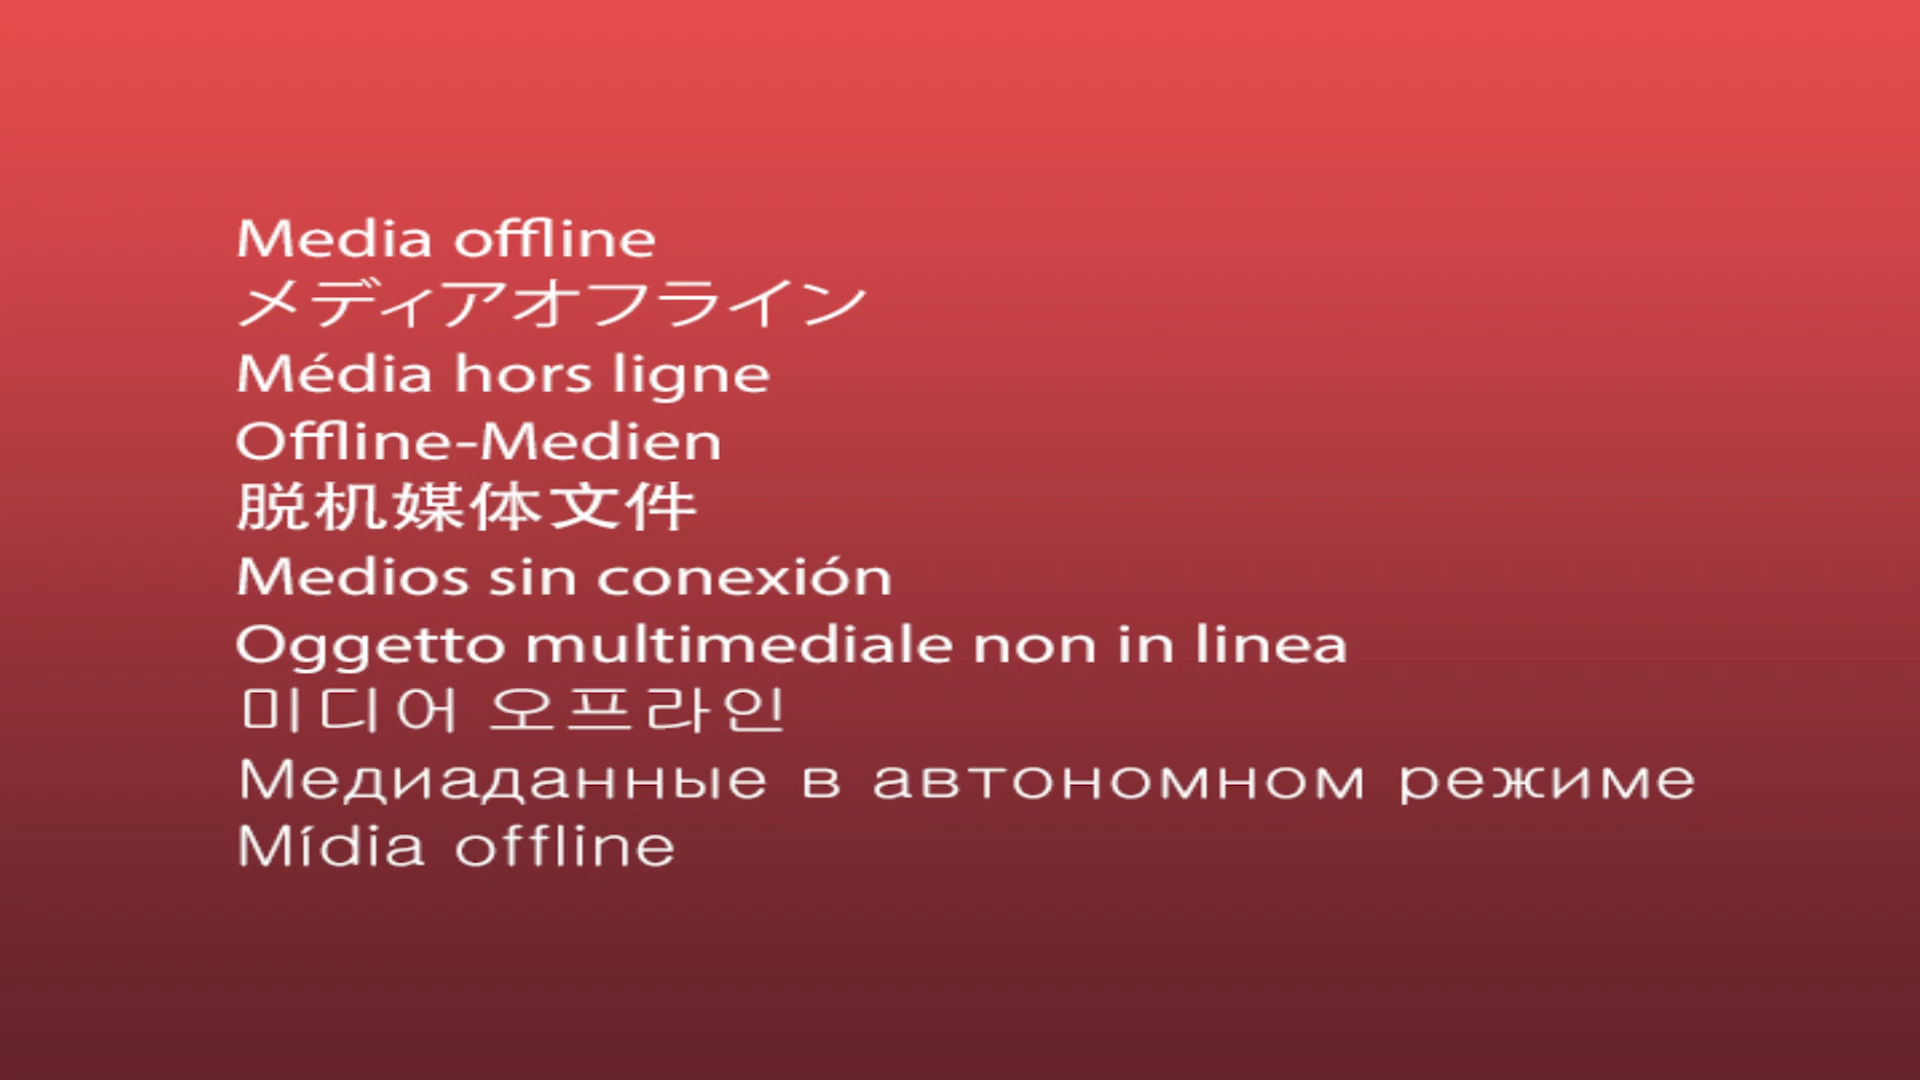 Media offline
メディアオフライン
Média hors ligne
Offline-Medien
脱机媒体文件
Medios sin conexión
Oggetto multimediale non in linea
미디어 오프라인
Медиаданные в автономном режиме
Mídia offline